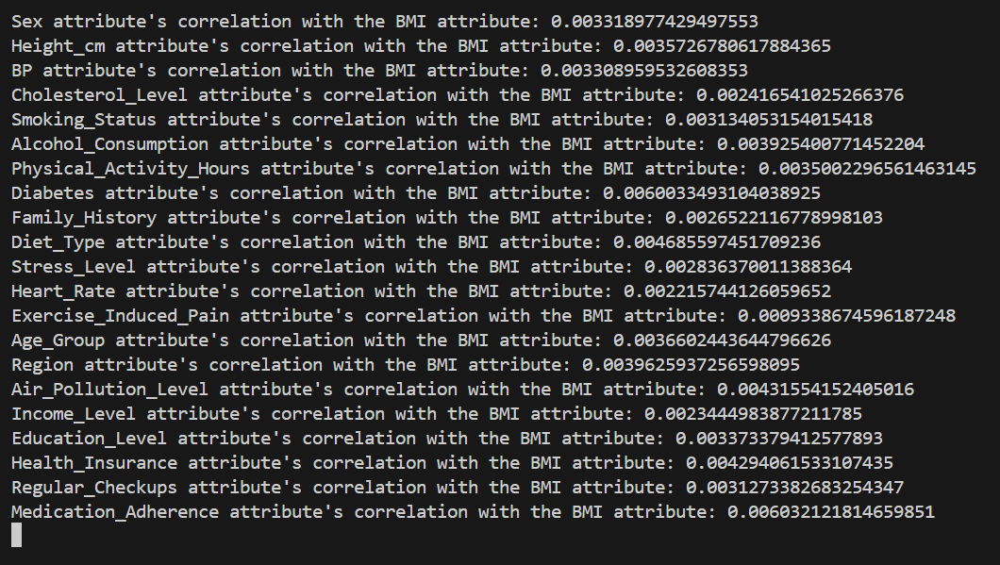 Sex attribute's correlation with the BMI attribute: 0.003318977429497553
Height_cm attribute's correlation with the BMI attribute: 0.0035726780617884365
BP attribute's correlation with the BMI attribute: 0.003308959532608353
Cholesterol_Level attribute's correlation with the BMI attribute: 0.002416541025266376
Smoking_Status attribute's correlation with the BMI attribute: 0.003134053154015418
Alcohol_Consumption attribute's correlation with the BMI attribute: 0.003925400771452204
Physical_Activity_Hours attribute's correlation with the BMI attribute: 0.0035002296561463145
Diabetes attribute's correlation with the BMI attribute: 0.0060033493104038925
Family_History attribute's correlation with the BMI attribute: 0.0026522116778998103
Diet_Type attribute's correlation with the BMI attribute: 0.004685597451709236
Stress_Level attribute's correlation with the BMI attribute: 0.002836370011388364
Heart_Rate attribute's correlation with the BMI attribute: 0.002215744126059652
Exercise_Induced_Pain attribute's correlation with the BMI attribute: 0.0009338674596187248
Age_Group attribute's correlation with the BMI attribute: 0.0036602443644796626
Region attribute's correlation with the BMI attribute: 0.0039625937256598095
Air_Pollution_Level attribute's correlation with the BMI attribute: 0.00431554152405016
Income_Level attribute's correlation with the BMI attribute: 0.0023444983877211785
Education_Level attribute's correlation with the BMI attribute: 0.003373379412577893
Health_Insurance attribute's correlation with the BMI attribute: 0.004294061533107435
Regular_Checkups attribute's correlation with the BMI attribute: 0.0031273382683254347
Medication_Adherence attribute's correlation with the BMI attribute: 0.006032121814659851